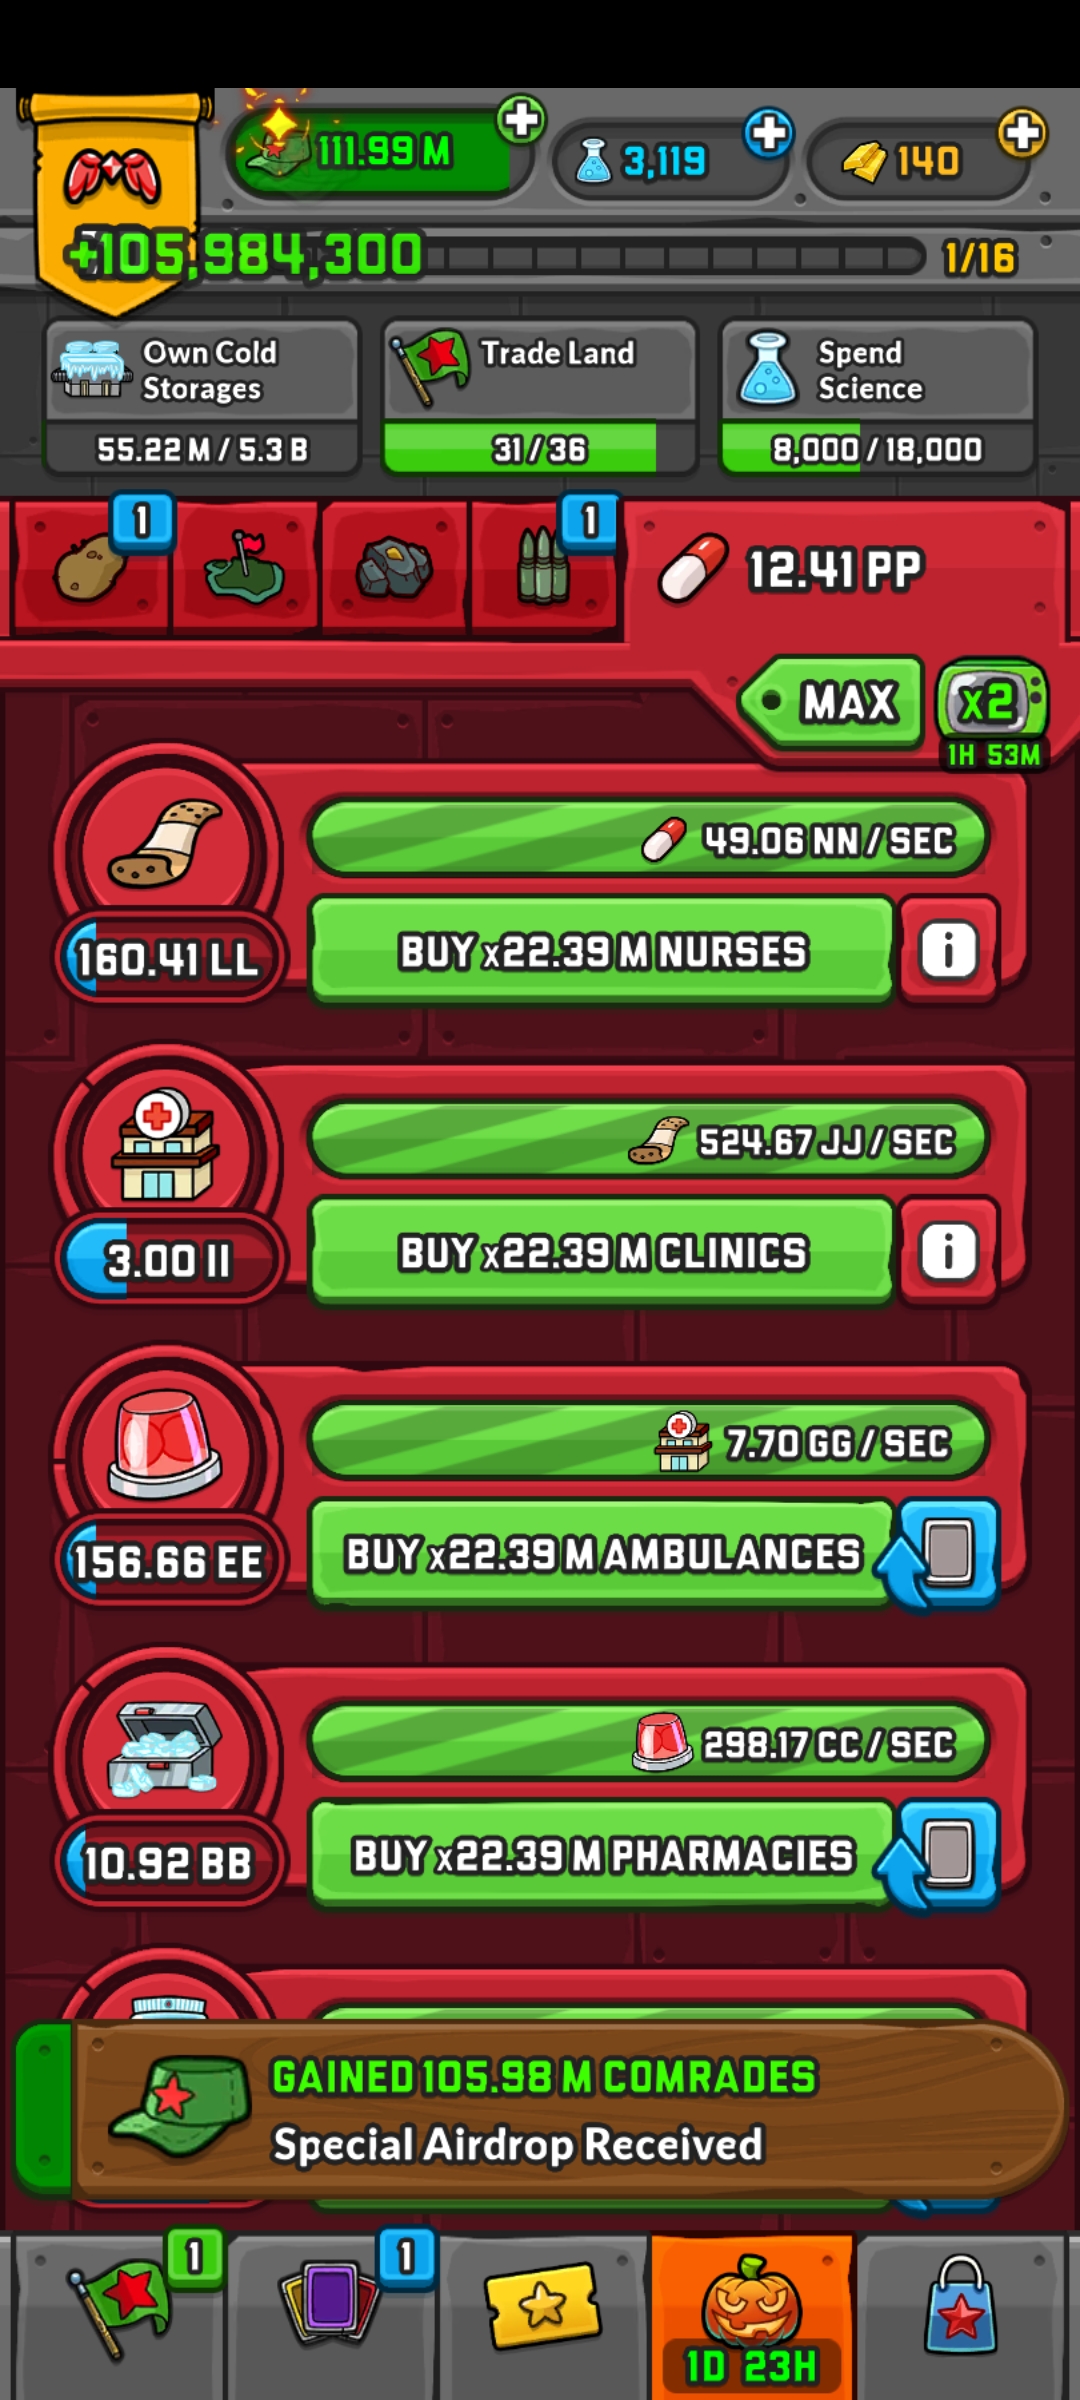 111.99 M
3,119
140
+105,984,300
1/16
Own Cold
Storages
55.22 M / 5.3 B
Trade Land
31 / 36
Spend
Science
8,000 / 18,000
1
1
12.41 PP
MAX
x2
1H 53M
49.06 NN / SEC
160.41 LL
BUY x22.39 M NURSES
i
524.67 JJ / SEC
3.00 II
BUY x22.39 M CLINICS
i
7.70 GG / SEC
156.66 EE
BUY x22.39 M AMBULANCES
298.17 CC / SEC
10.92 BB
BUY x22.39 M PHARMACIES
GAINED 105.98 M COMRADES
Special Airdrop Received
1
1
1D 23H